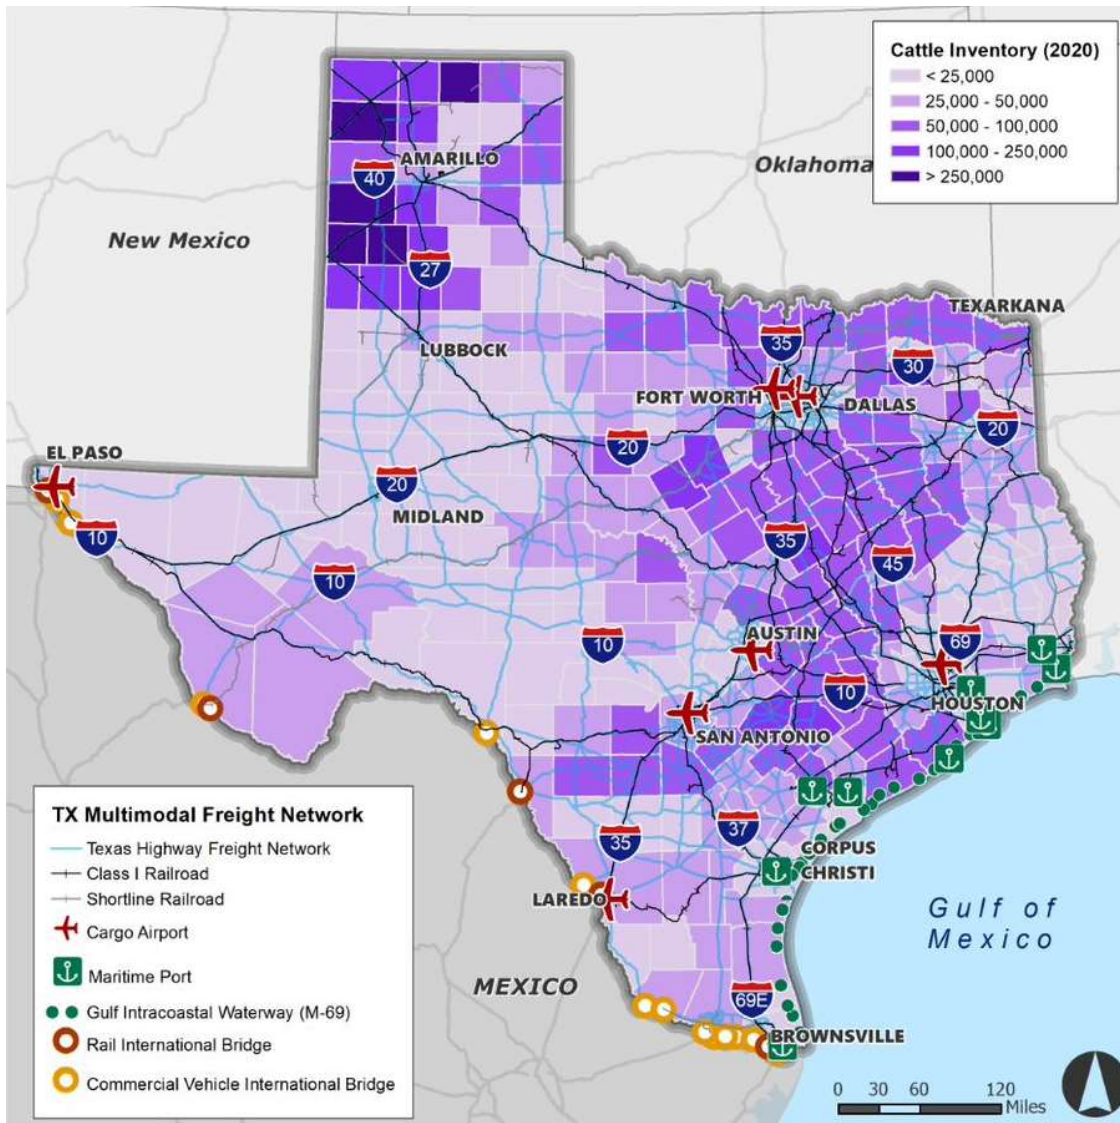 Cattle Inventory (2020)
< 25,000
25,000 - 50,000
50,000 - 100,000
100,000 - 250,000
> 250,000
Oklahoma
New Mexico
AMARILLO
40
27
TEXARKANA
LUBBOCK
35
30
FORT WORTH
DALLAS
20
20
EL PASO
20
MIDLAND
10
35
45
10
AUSTIN
69
10
10
HOUSTON
SAN ANTONIO
37
35
CORPUS
CHRISTI
LAREDO
Gulf of
Mexico
MEXICO
69E
BROWNSVILLE
TX Multimodal Freight Network
Texas Highway Freight Network
Class I Railroad
Shortline Railroad
Cargo Airport
Maritime Port
Gulf Intracoastal Waterway (M-69)
Rail International Bridge
Commercial Vehicle International Bridge
0 30 60 120
Miles